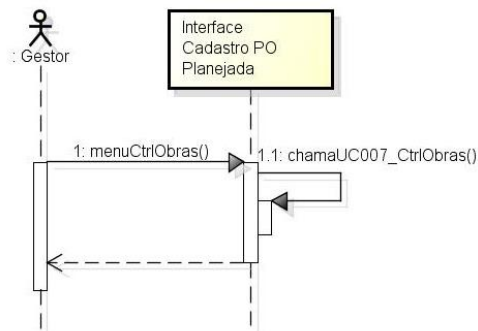 Interface
Cadastro PO
Planejada
: Gestor
1: menuCtrlObras()
1.1: chamaUC007_CtrlObras()